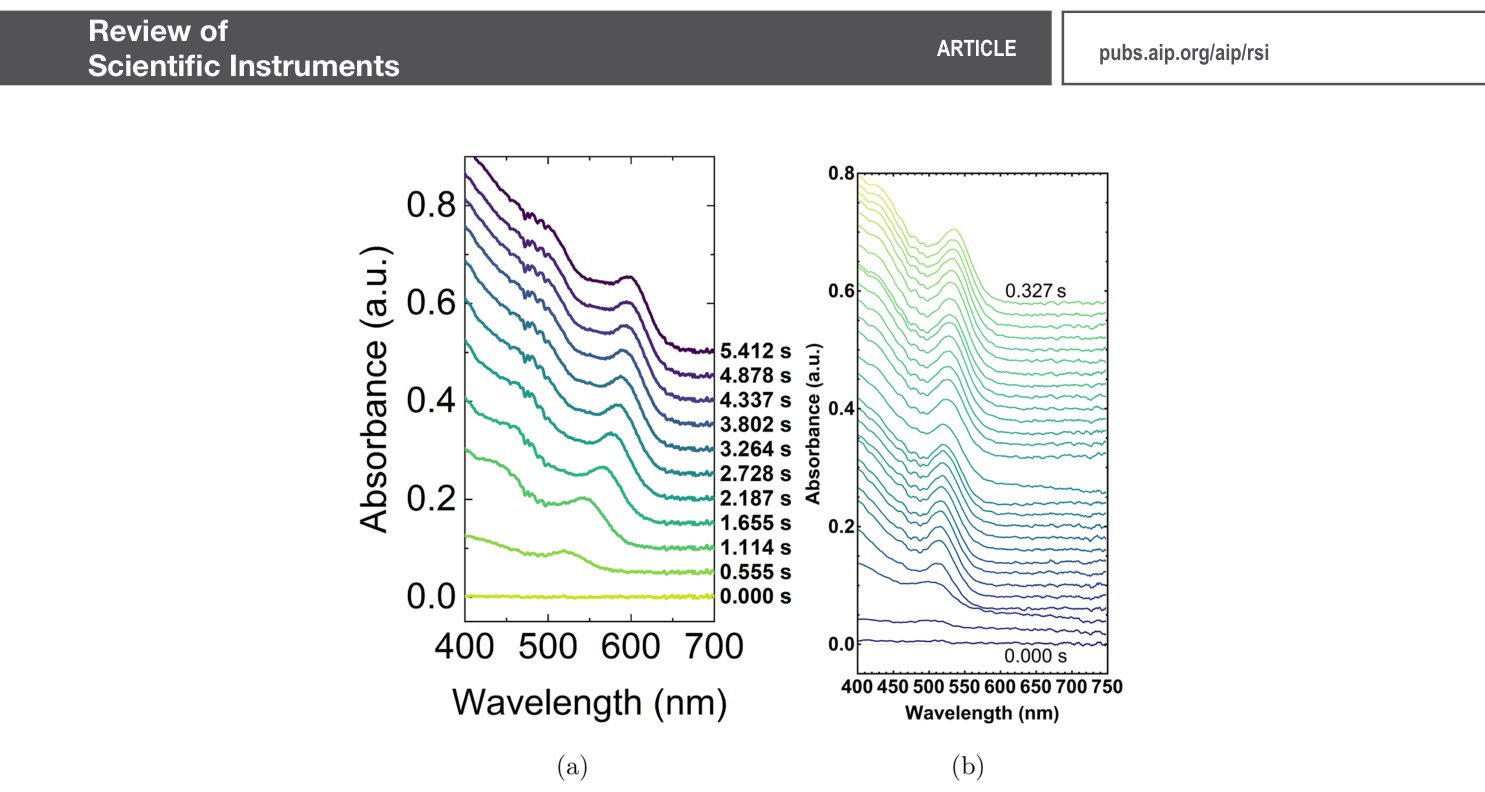 Review of
Scientific Instruments
ARTICLE
pubs.aip.org/aip/rsi
Absorbance (a.u.)
0.8
0.6
0.4
0.2
0.0
5.412 s
4.878 s
4.337 s
3.802 s
3.264 s
2.728 s
2.187 s
1.655 s
1.114 s
0.555 s
0.000 s
400 500 600 700
Wavelength (nm)
(a)
Absorbance (a.u.)
0.8
0.6
0.4
0.2
0.0
0.327 s
0.000 s
400 450 500 550 600 650 700 750
Wavelength (nm)
(b)